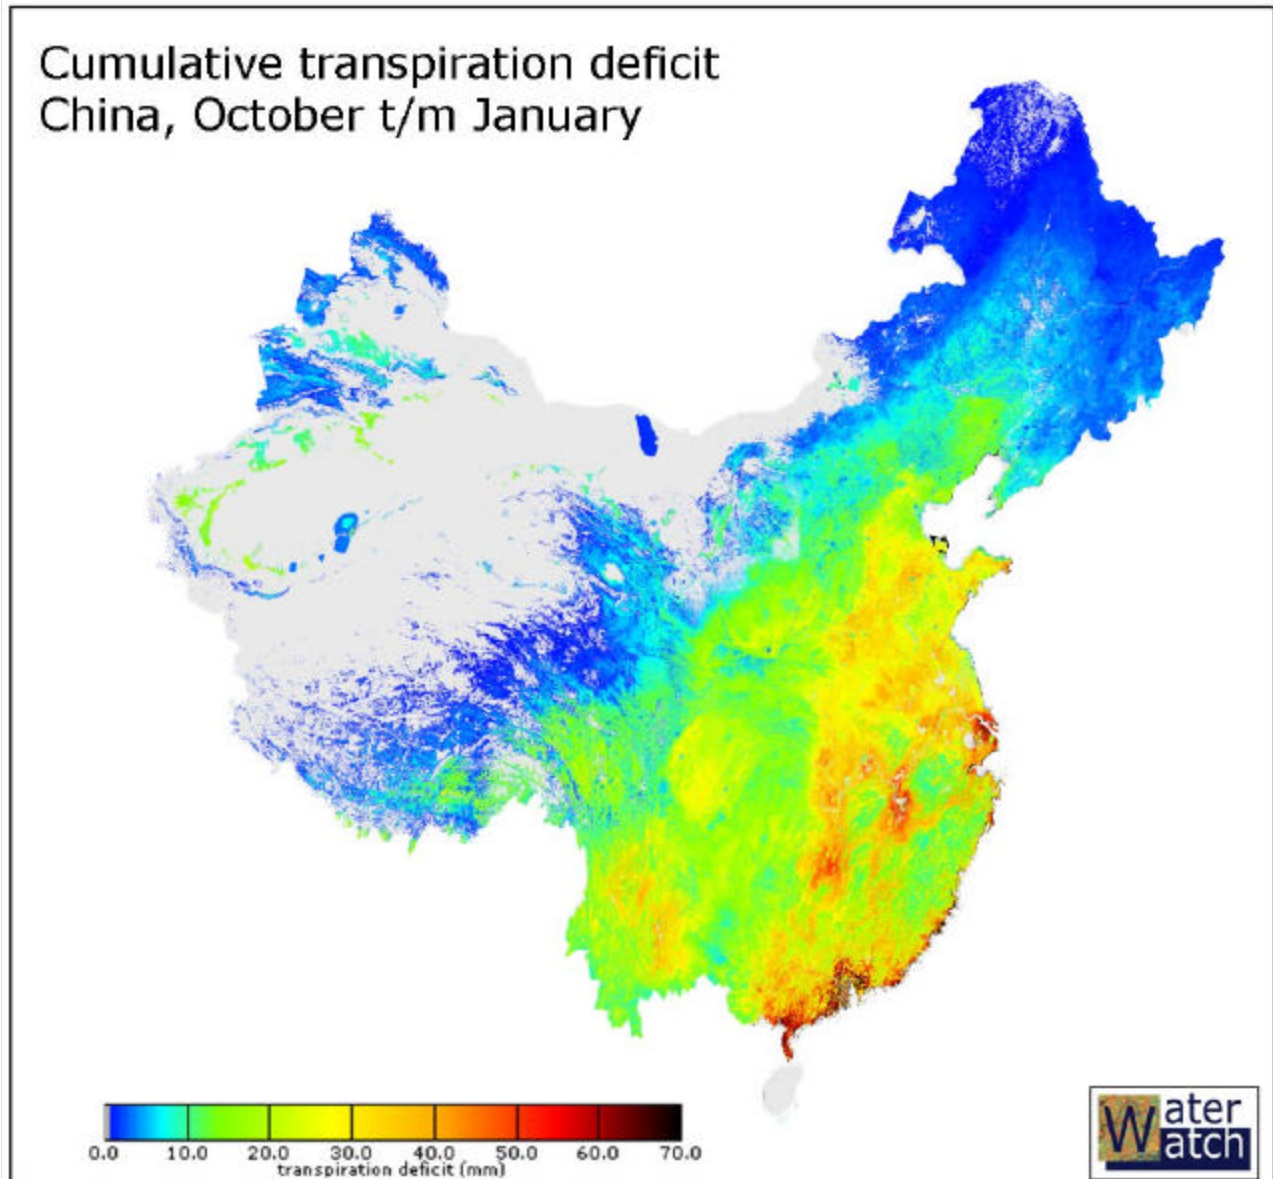 Cumulative transpiration deficit
China, October t/m January
0.0 10.0 20.0 30.0 40.0 50.0 60.0 70.0
transpiration deficit (mm)
Water
Watch